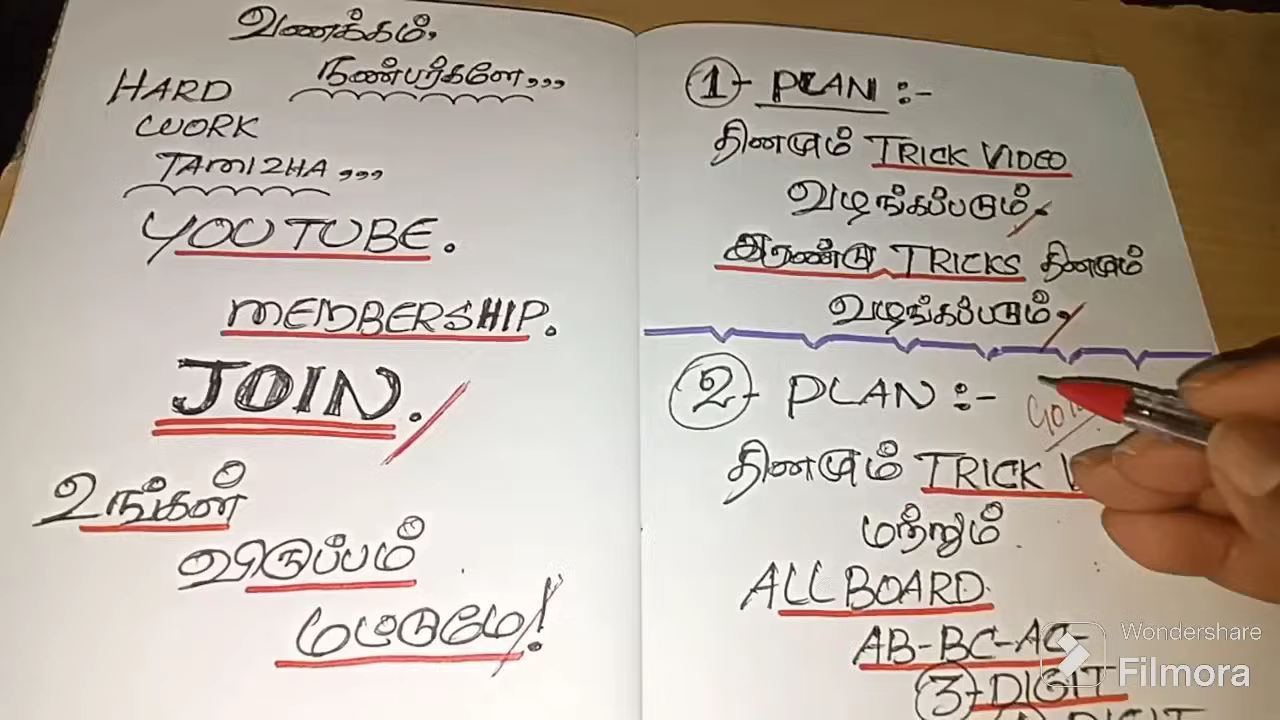 வணக்கம்,
நண்பர்களே,,,
HARD
WORK
TAMIZHA,,,
YOUTUBE.
MEMBERSHIP.
JOIN.
உங்கள்
விருப்பம்
மட்டுமே!
1- PLAN :-
தினமும் TRICK VIDEO
வழங்கப்படும்.
இரண்டு TRICKS தினமும்
வழங்கப்படும்.
2- PLAN :-
தினமும் TRICK
மற்றும்
ALL BOARD.
AB-BC-AC-
3-DIGIT
DIGIT
Wondershare
Filmora